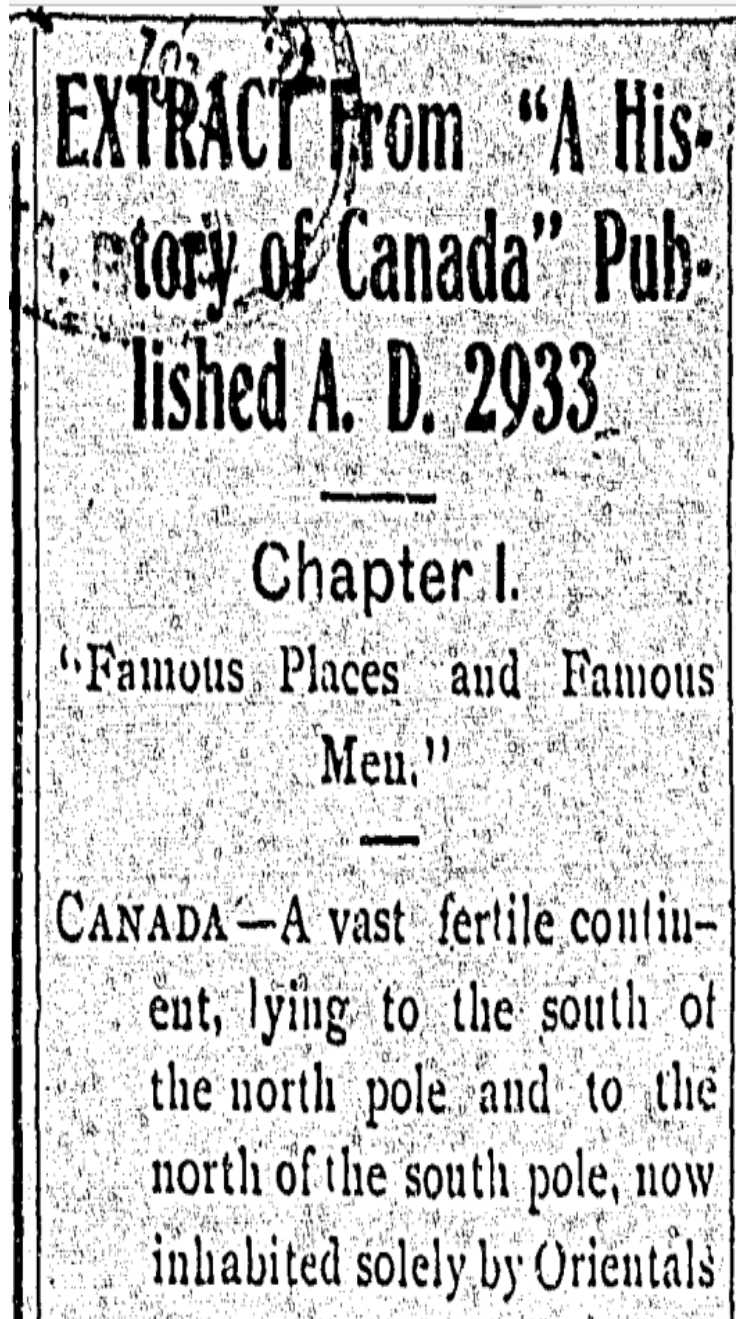 EXTRACT From "A His-
tory of Canada" Pub-
lished A. D. 2933
Chapter I.
"Famous Places and Famous
Men."
CANADA—A vast fertile contin-
ent, lying to the south of
the north pole and to the
north of the south pole, now
inhabited solely by Orientals